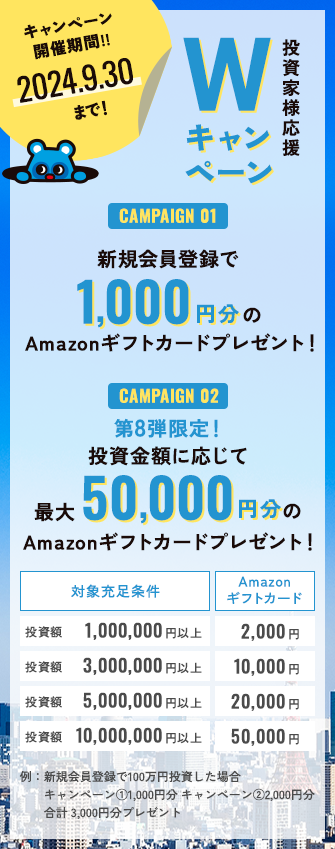 キャンペーン
開催期間!!
2024.9.30
まで!
投資家様応援
W
キャン
ペーン
CAMPAIGN 01
新規会員登録で
1,000円分の
Amazonギフトカードプレゼント!
CAMPAIGN 02
第8弾限定!
投資金額に応じて
最大50,000円分の
Amazonギフトカードプレゼント!
対象充足条件
Amazon
ギフトカード
投資額 1,000,000円以上 2,000円
投資額 3,000,000円以上 10,000円
投資額 5,000,000円以上 20,000円
投資額 10,000,000円以上 50,000円
例：新規会員登録で100万円投資した場合
キャンペーン①1,000円分 キャンペーン②2,000円分
合計 3,000円分プレゼント